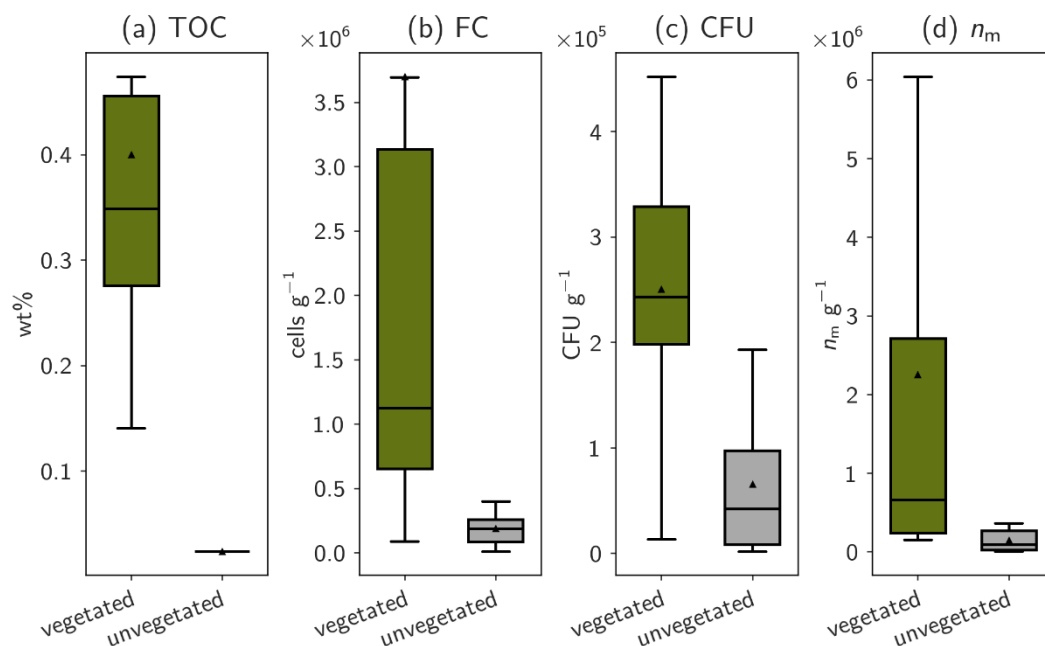 (a) TOC
wt%
0.4
0.3
0.2
0.1
vegetated
unvegetated
(b) FC
×10⁶
cells g⁻¹
3.5
3.0
2.5
2.0
1.5
1.0
0.5
0.0
vegetated
unvegetated
(c) CFU
×10⁵
CFU g⁻¹
4
3
2
1
0
vegetated
unvegetated
(d) nₘ
×10⁶
nₘ g⁻¹
6
5
4
3
2
1
0
vegetated
unvegetated